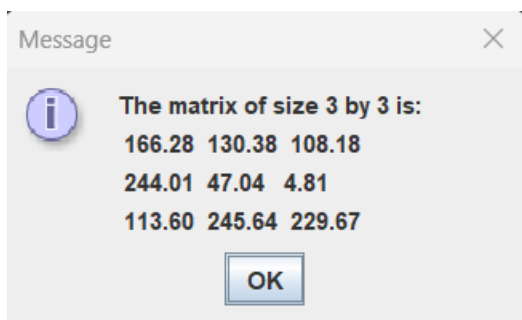 Message
The matrix of size 3 by 3 is:
166.28 130.38 108.18
244.01 47.04 4.81
113.60 245.64 229.67
OK